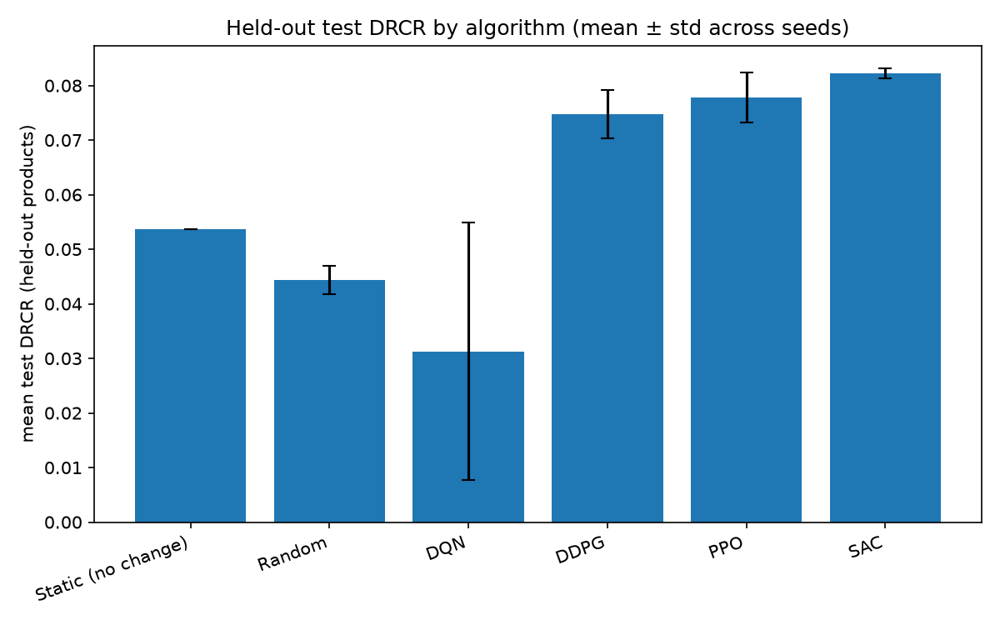 Held-out test DRCR by algorithm (mean ± std across seeds)
mean test DRCR (held-out products)
0.08
0.07
0.06
0.05
0.04
0.03
0.02
0.01
0.00
Static (no change)
Random
DQN
DDPG
PPO
SAC